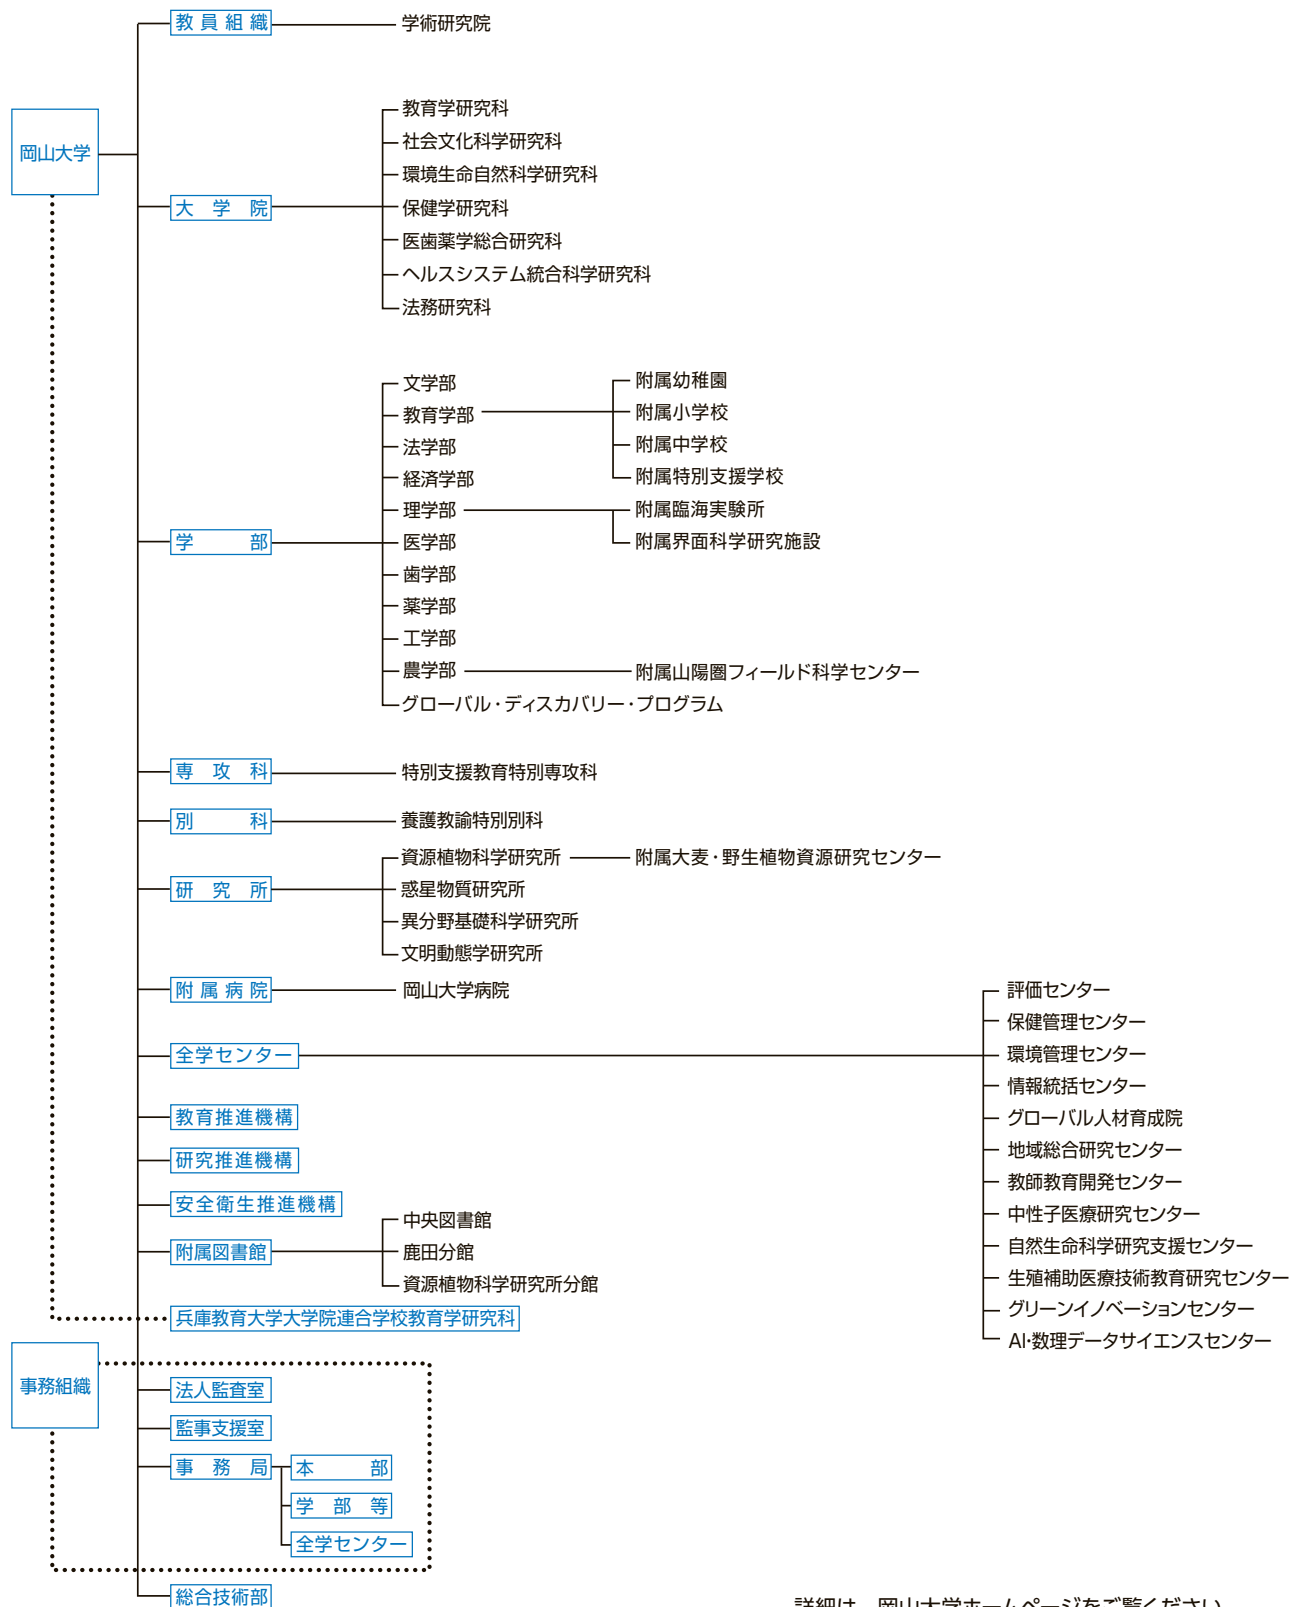 教員組織
学術研究院
岡山大学
大学院
教育学研究科
社会文化科学研究科
環境生命自然科学研究科
保健学研究科
医歯薬学総合研究科
ヘルスシステム統合科学研究科
法務研究科
学部
文学部
教育学部
附属幼稚園
附属小学校
附属中学校
附属特別支援学校
法学部
経済学部
理学部
附属臨海実験所
附属界面科学研究施設
医学部
歯学部
薬学部
工学部
農学部
附属山陽圏フィールド科学センター
グローバル・ディスカバリー・プログラム
専攻科
特別支援教育特別専攻科
別科
養護教諭特別別科
研究所
資源植物科学研究所
附属大麦・野生植物資源研究センター
惑星物質研究所
異分野基礎科学研究所
文明動態学研究所
附属病院
岡山大学病院
全学センター
評価センター
保健管理センター
環境管理センター
情報統括センター
グローバル人材育成院
地域総合研究センター
教師教育開発センター
中性子医療研究センター
自然生命科学研究支援センター
生殖補助医療技術教育研究センター
グリーンイノベーションセンター
AI・数理データサイエンスセンター
教育推進機構
研究推進機構
安全衛生推進機構
附属図書館
中央図書館
鹿田分館
資源植物科学研究所分館
兵庫教育大学大学院連合学校教育学研究科
事務組織
法人監査室
監事支援室
事務局
本部
学部等
全学センター
総合技術部
詳細は、岡山大学ホームページをご覧ください